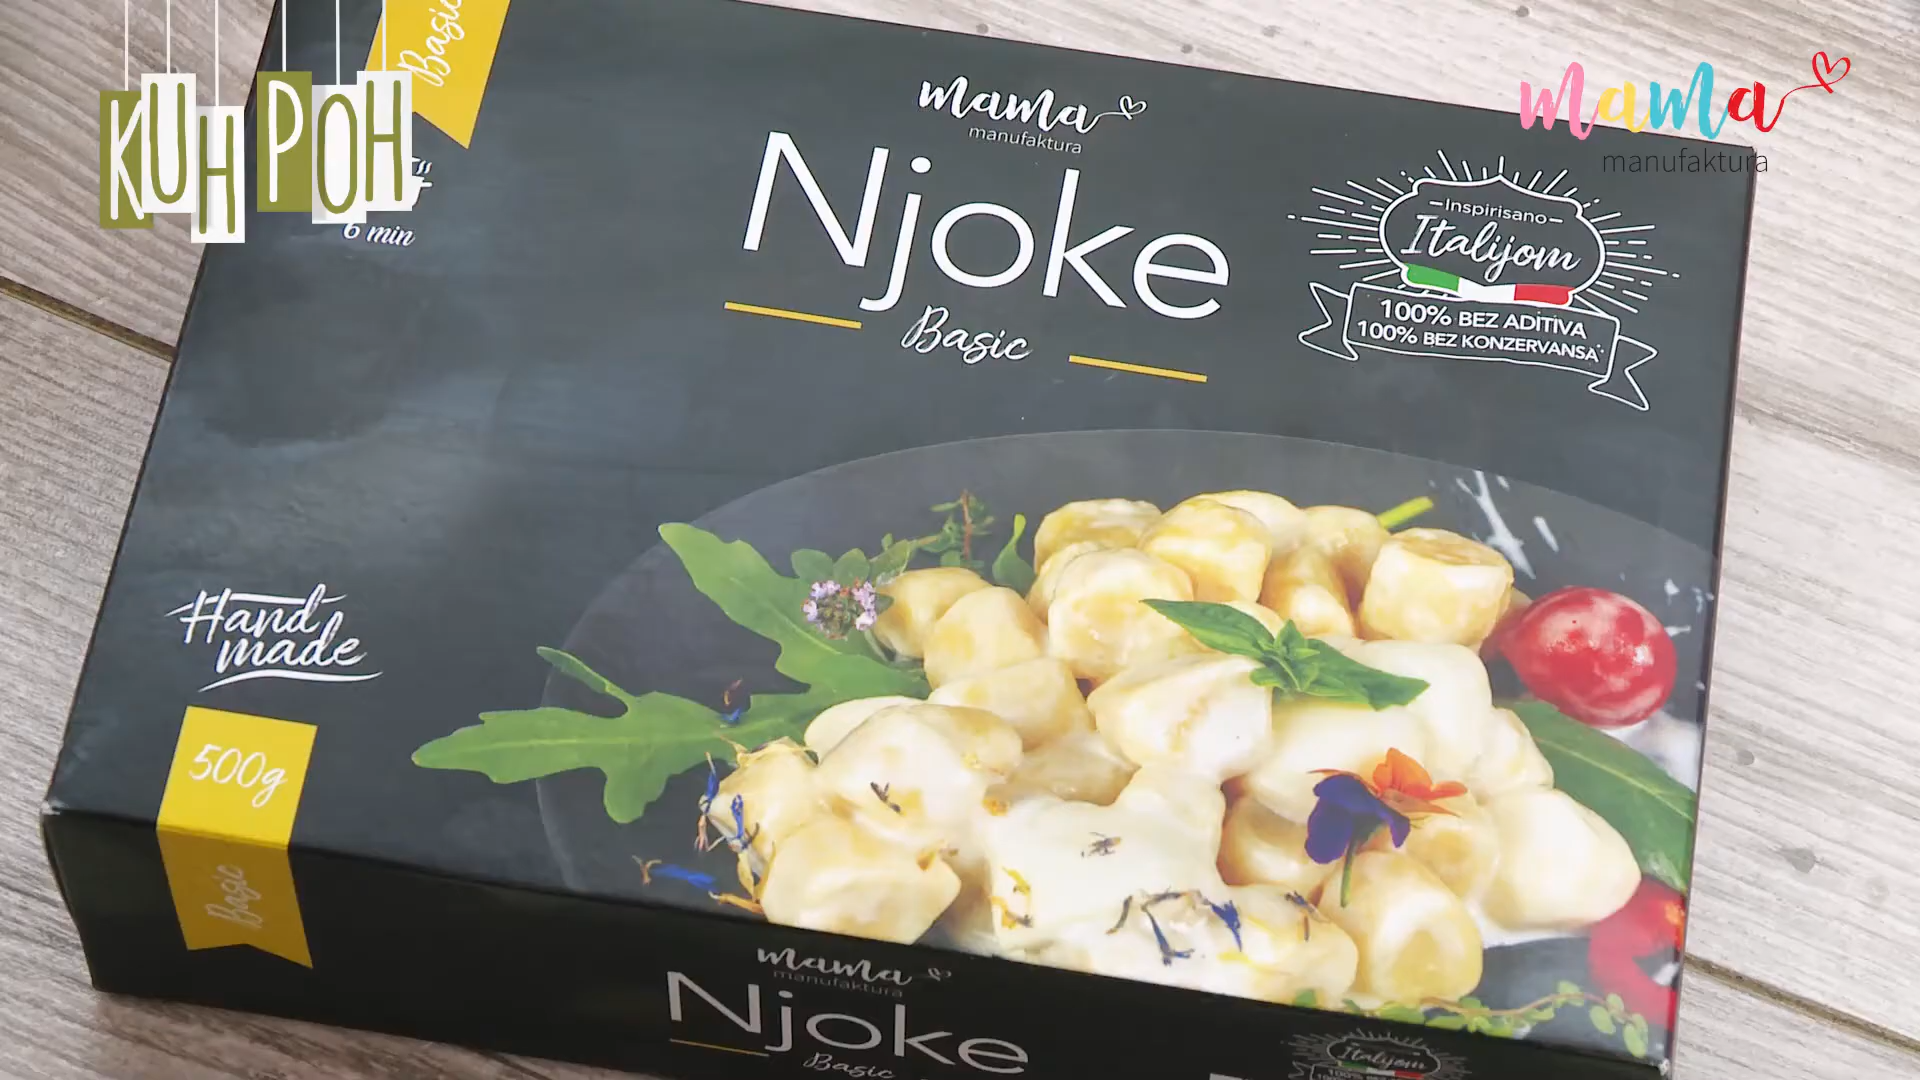 KUH POH
Basic
6 min
mama
manufaktura
Njoke
Basic
mama
manufaktura
Inspirisano
Italijom
100% BEZ ADITIVA
100% BEZ KONZERVANSA
Hand
made
500g
Basic
mama
manufaktura
Njoke
Basic
Italijom